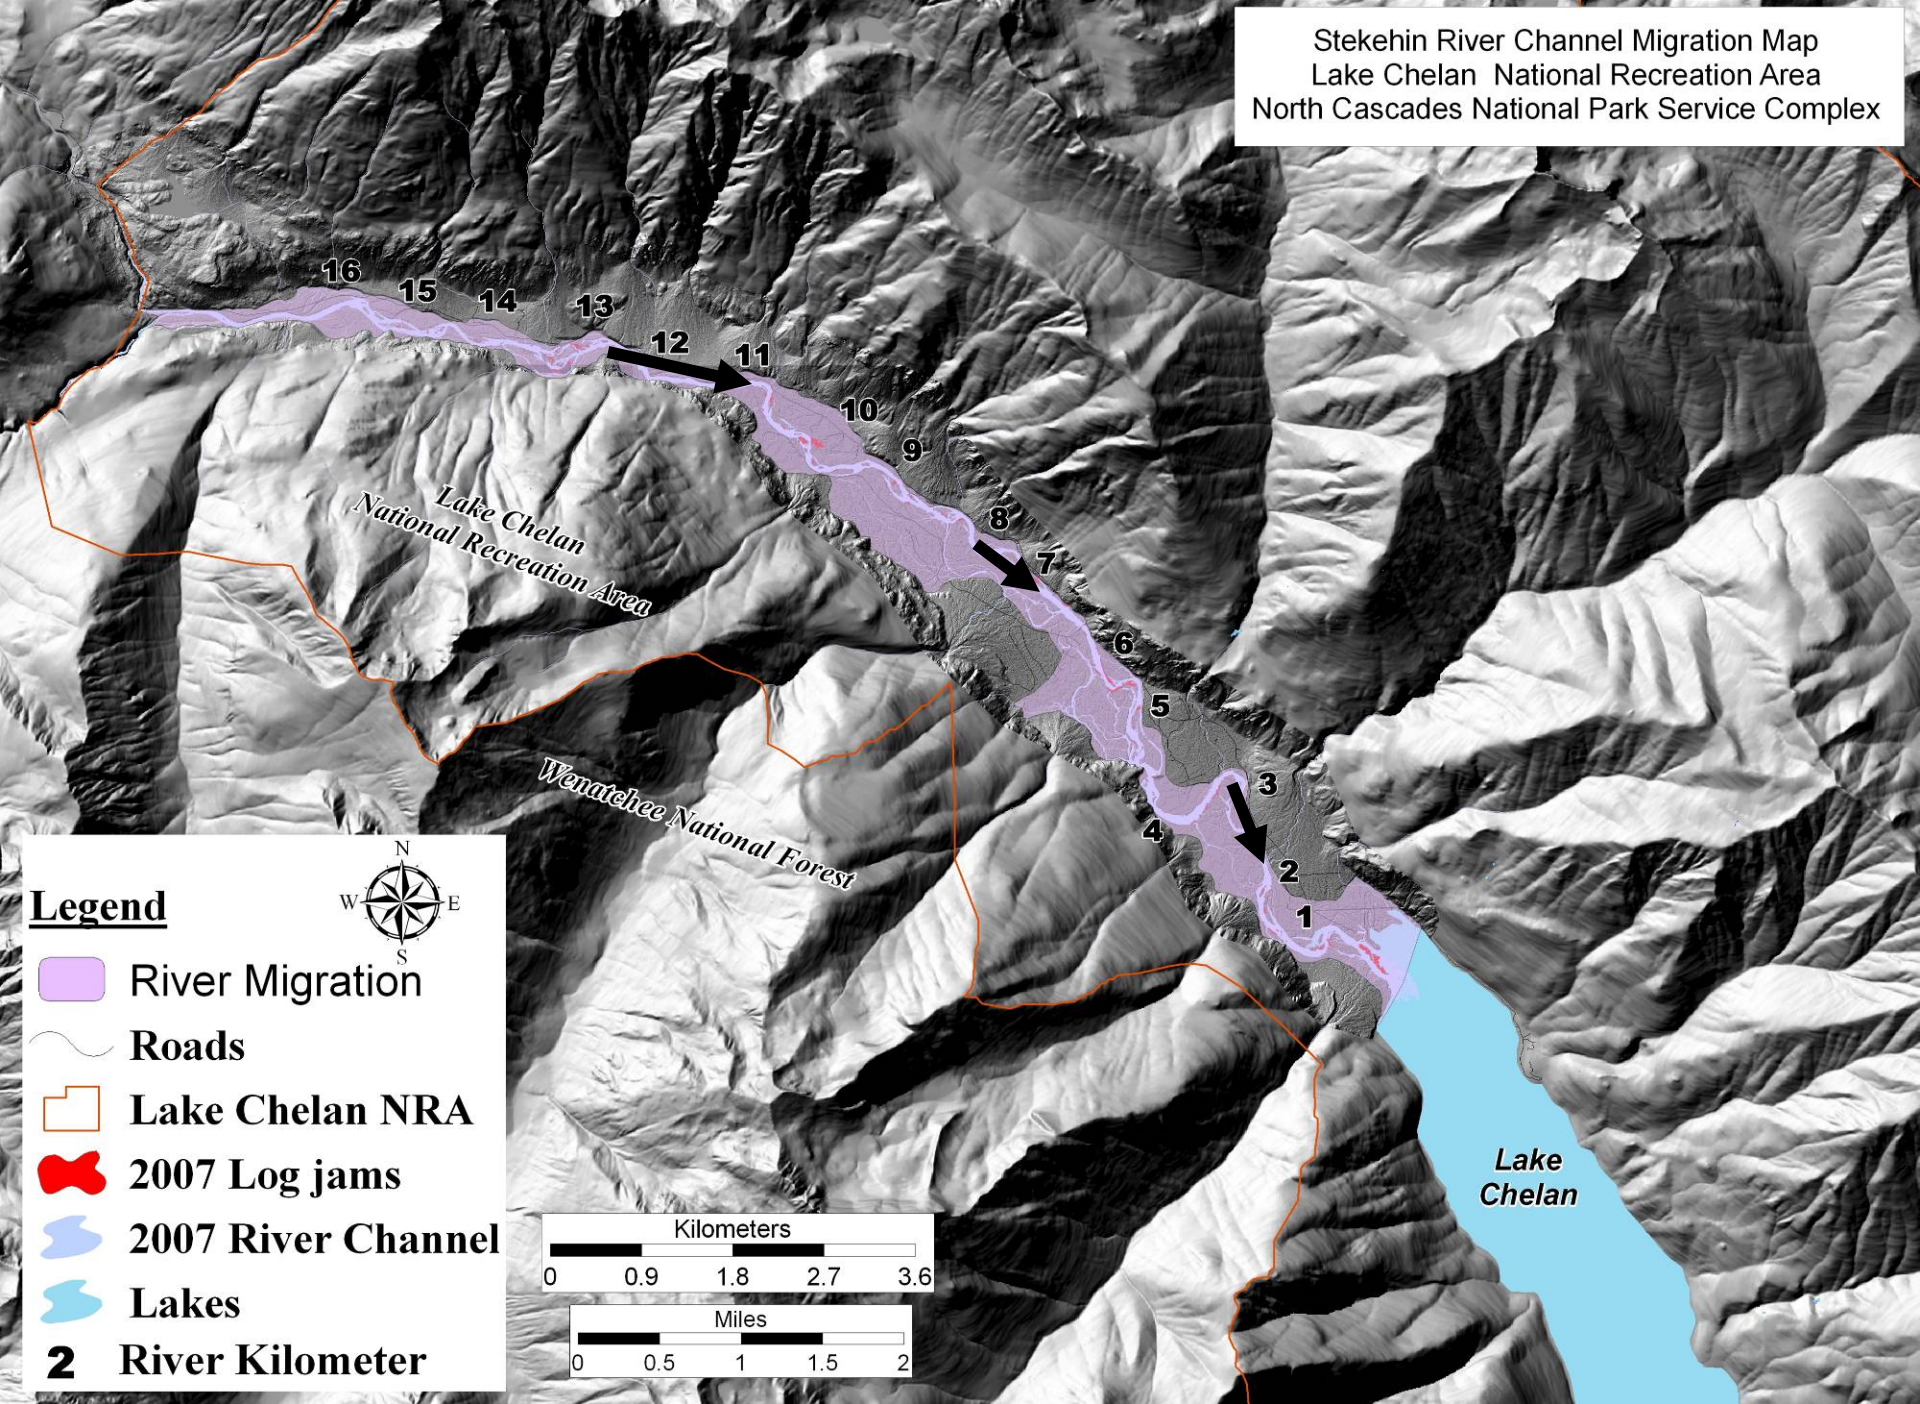 Stekehin River Channel Migration Map
Lake Chelan National Recreation Area
North Cascades National Park Service Complex
16
15
14
13
12
11
10
9
8
7
6
5
4
3
2
1
Lake Chelan
National Recreation Area
Wenatchee National Forest
Lake
Chelan
N
W E
S
Legend
River Migration
Roads
Lake Chelan NRA
2007 Log jams
2007 River Channel
Lakes
2 River Kilometer
Kilometers
0 0.9 1.8 2.7 3.6
Miles
0 0.5 1 1.5 2